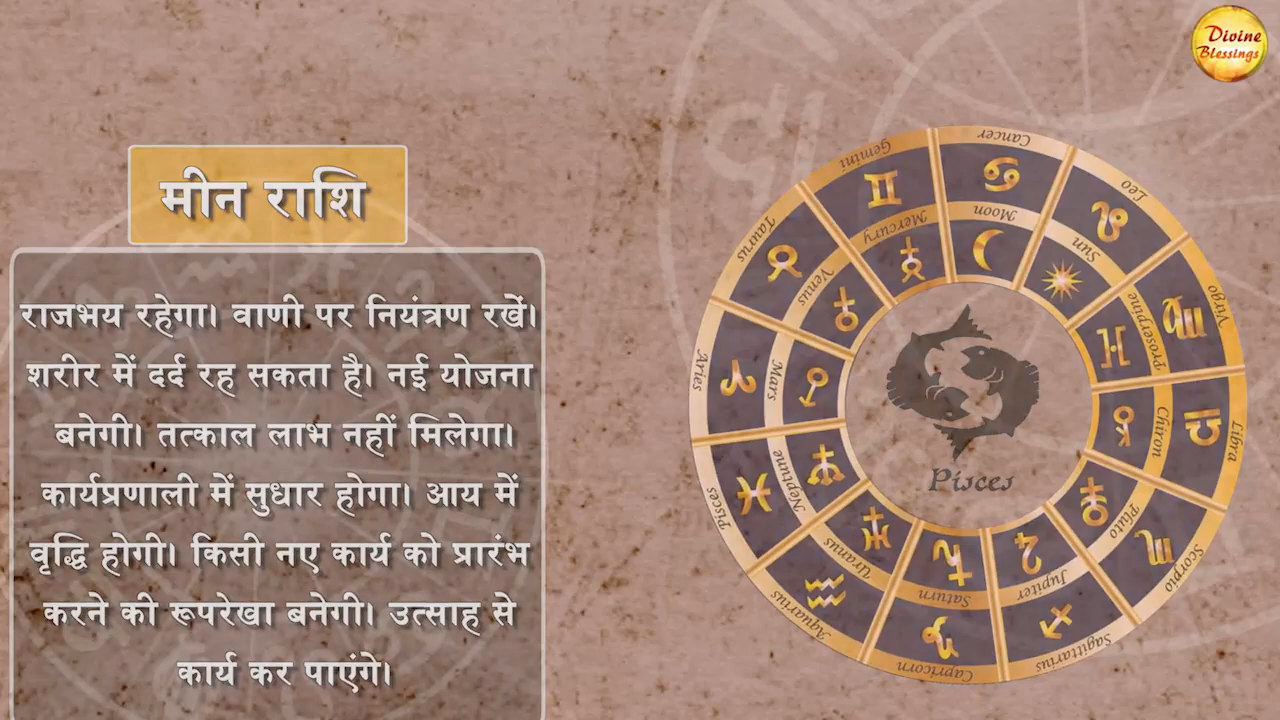 Divine
Blessings
मीन राशि
राजभय रहेगा। वाणी पर नियंत्रण रखें।
शरीर में दर्द रह सकता है। नई योजना
बनेगी। तत्काल लाभ नहीं मिलेगा।
कार्यप्रणाली में सुधार होगा। आय में
वृद्धि होगी। किसी नए कार्य को प्रारंभ
करने की रूपरेखा बनेगी। उत्साह से
कार्य कर पाएंगे।
Cancer
Leo
Virgo
Libra
Scorpio
Sagittarius
Capricorn
Aquarius
Pisces
Aries
Taurus
Gemini
Moon
Sun
Proserpine
Chiron
Pluto
Jupiter
Saturn
Uranus
Neptune
Mars
Venus
Mercury
Pisces